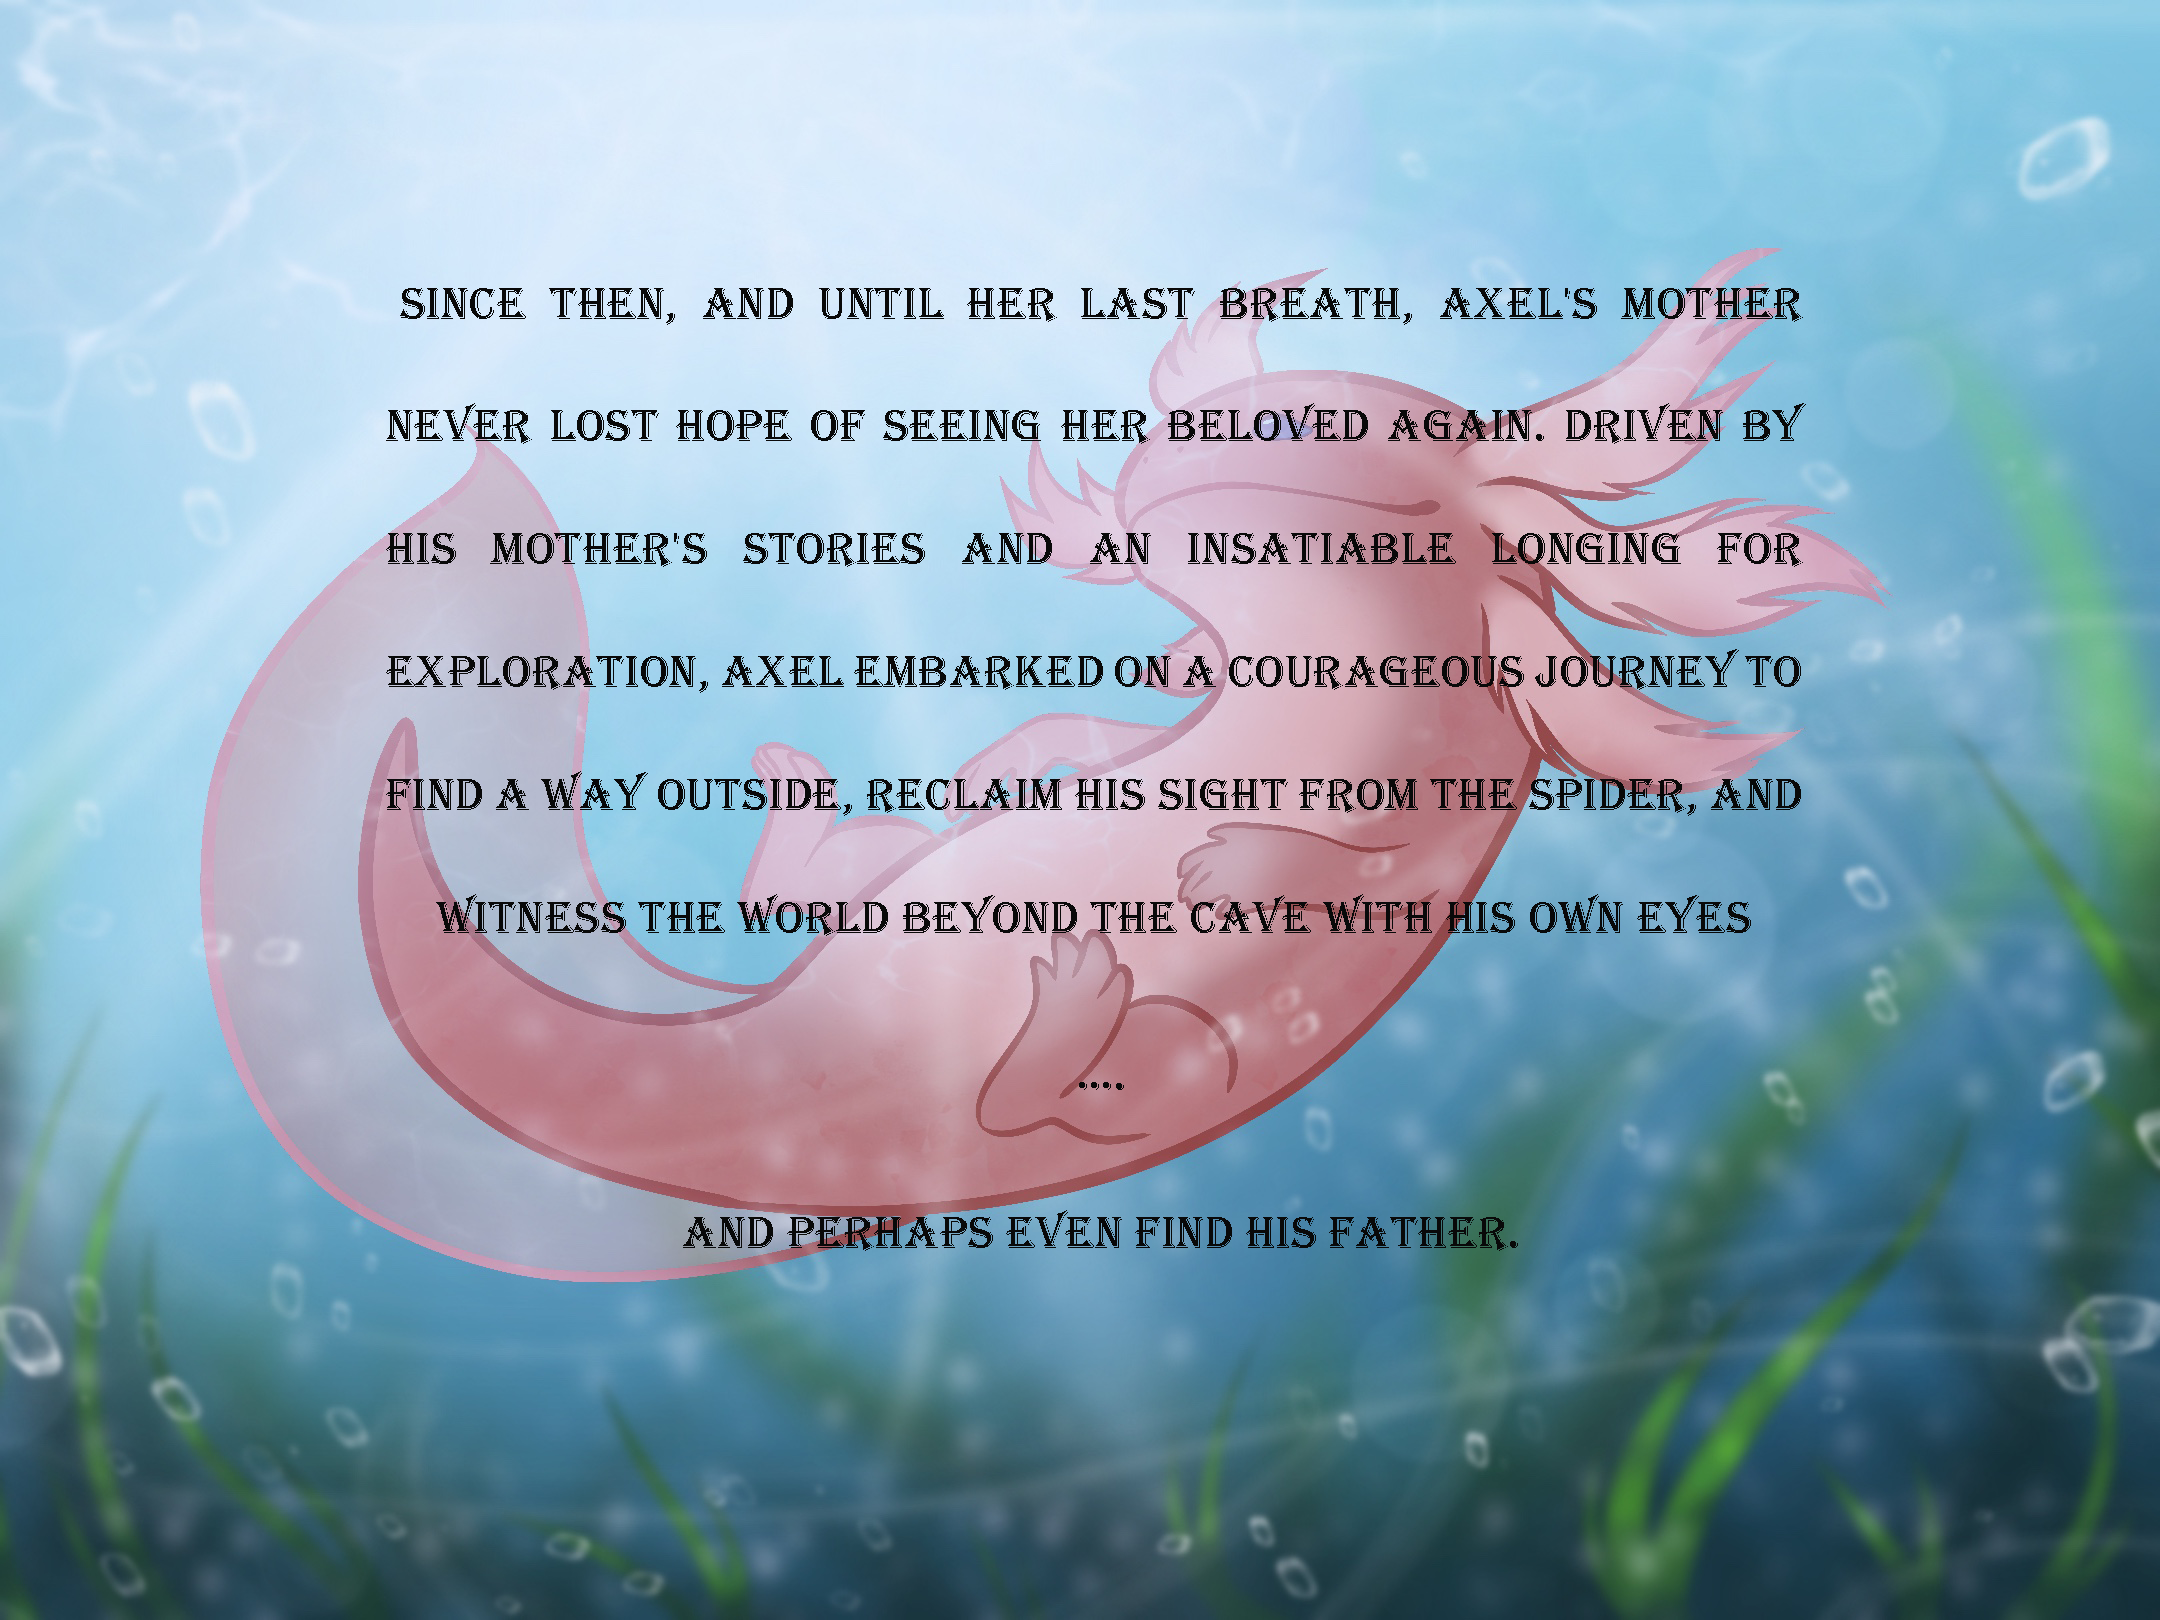 SINCE THEN, AND UNTIL HER LAST BREATH, AXEL'S MOTHER
NEVER LOST HOPE OF SEEING HER BELOVED AGAIN. DRIVEN BY
HIS MOTHER'S STORIES AND AN INSATIABLE LONGING FOR
EXPLORATION, AXEL EMBARKED ON A COURAGEOUS JOURNEY TO
FIND A WAY OUTSIDE, RECLAIM HIS SIGHT FROM THE SPIDER, AND
WITNESS THE WORLD BEYOND THE CAVE WITH HIS OWN EYES
....
AND PERHAPS EVEN FIND HIS FATHER.